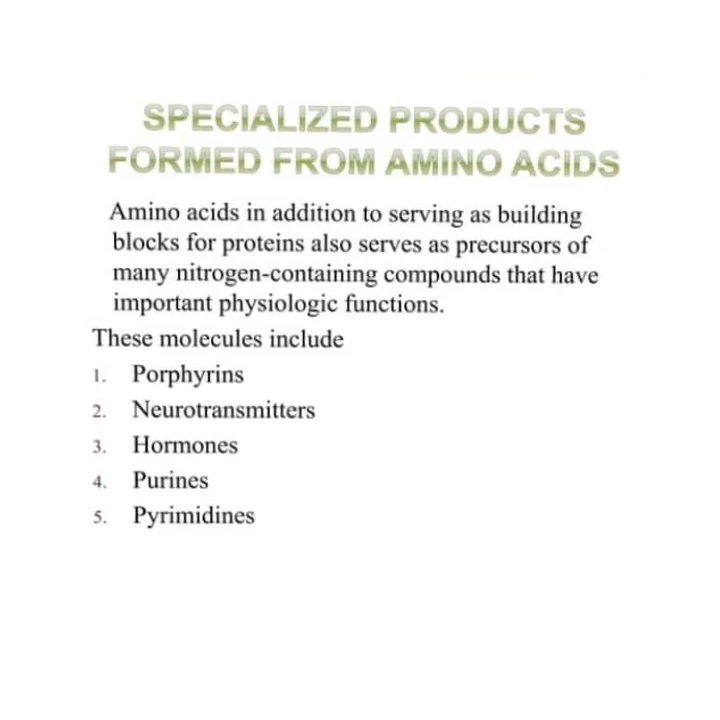 SPECIALIZED PRODUCTS
FORMED FROM AMINO ACIDS
Amino acids in addition to serving as building
blocks for proteins also serves as precursors of
many nitrogen-containing compounds that have
important physiologic functions.
These molecules include
1. Porphyrins
2. Neurotransmitters
3. Hormones
4. Purines
5. Pyrimidines